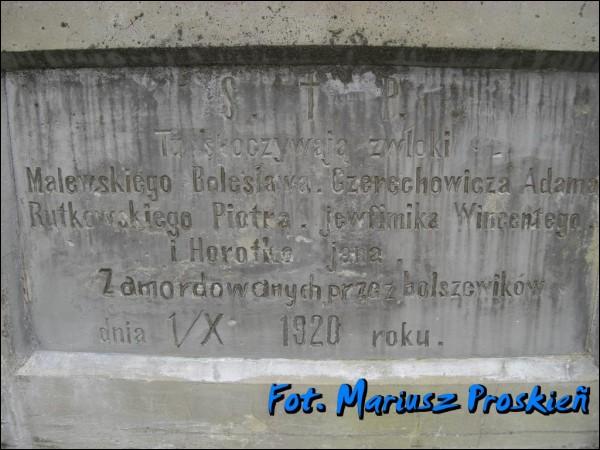 S. † P.
Tu spoczywają zwłoki
Malewskiego Bolesława. Czerechowicza Adama
Rutkowskiego Piotra. jewfimika Wincentego.
i Horotko jana.
Zamordowanych przez bolszewików
dnia 1/X 1920 roku.
Fot. Mariusz Proskień